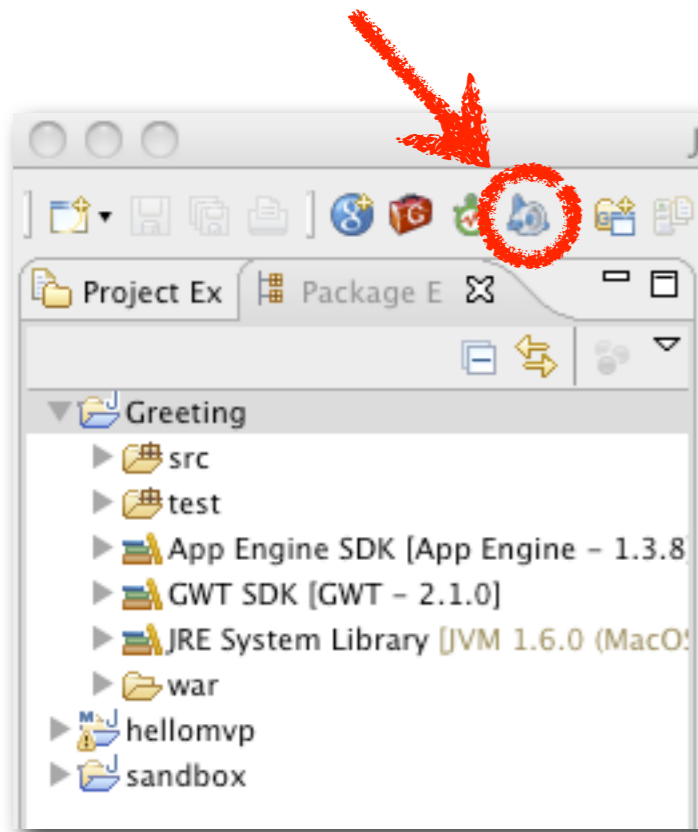 J
Project Ex
Package E
Greeting
src
test
App Engine SDK [App Engine – 1.3.8]
GWT SDK [GWT – 2.1.0]
JRE System Library [JVM 1.6.0 (MacOS
war
hellomvp
sandbox